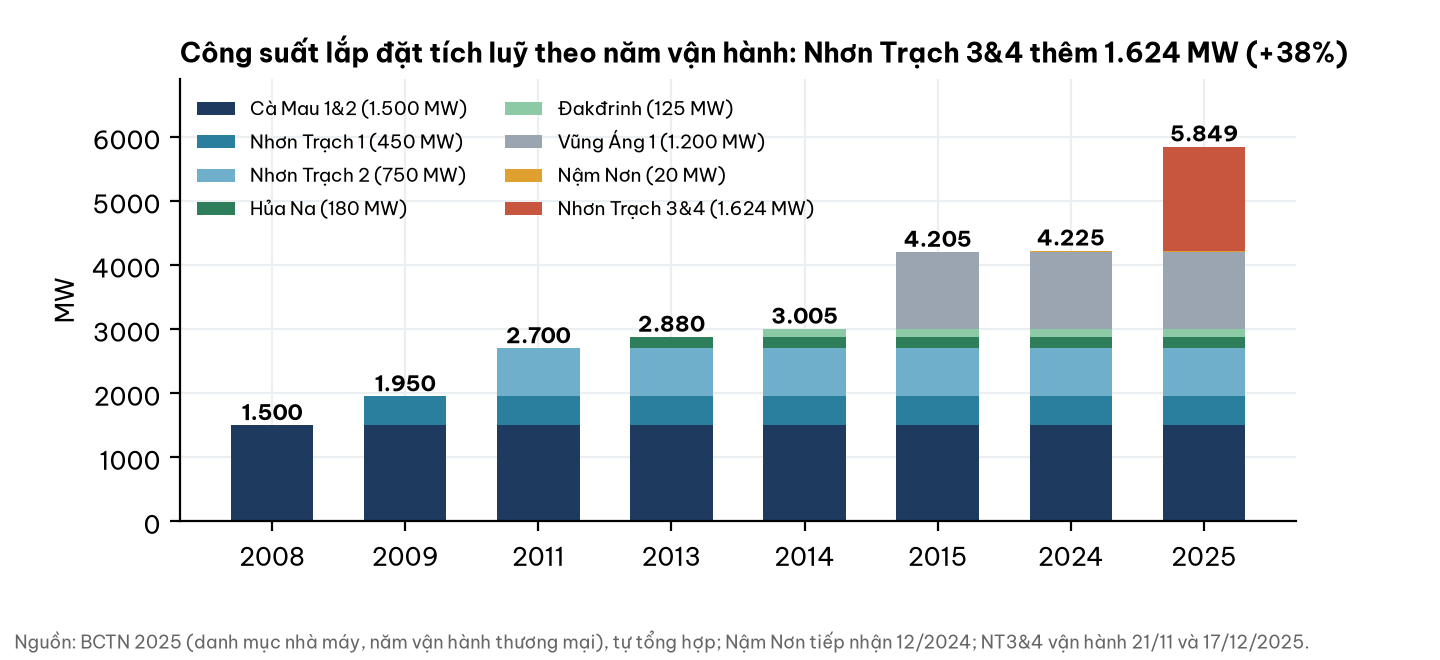 Công suất lắp đặt tích luỹ theo năm vận hành: Nhơn Trạch 3&4 thêm 1.624 MW (+38%)
Cà Mau 1&2 (1.500 MW)
Nhơn Trạch 1 (450 MW)
Nhơn Trạch 2 (750 MW)
Hủa Na (180 MW)
Đakđrinh (125 MW)
Vũng Áng 1 (1.200 MW)
Nậm Nơn (20 MW)
Nhơn Trạch 3&4 (1.624 MW)
MW
6000
5000
4000
3000
2000
1000
0
1.500
1.950
2.700
2.880
3.005
4.205
4.225
5.849
2008
2009
2011
2013
2014
2015
2024
2025
Nguồn: BCTN 2025 (danh mục nhà máy, năm vận hành thương mại), tự tổng hợp; Nậm Nơn tiếp nhận 12/2024; NT3&4 vận hành 21/11 và 17/12/2025.